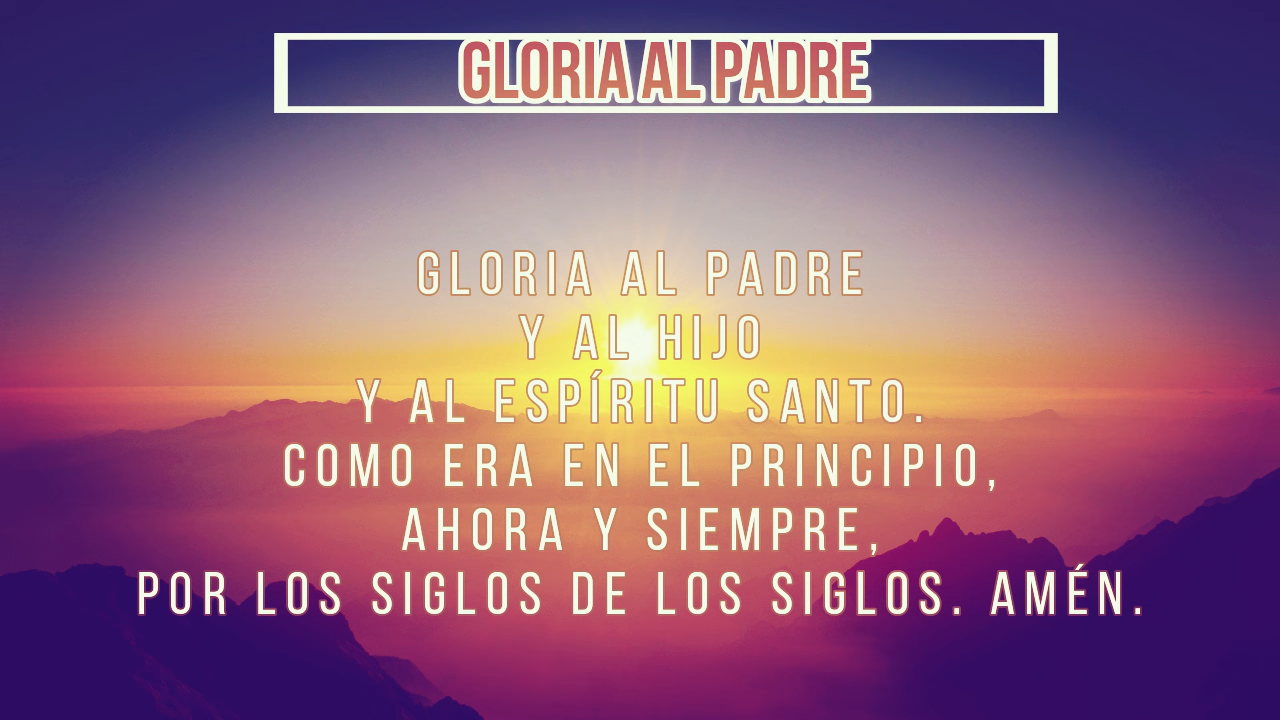 GLORIA AL PADRE
GLORIA AL PADRE
Y AL HIJO
Y AL ESPÍRITU SANTO.
COMO ERA EN EL PRINCIPIO,
AHORA Y SIEMPRE,
POR LOS SIGLOS DE LOS SIGLOS. AMÉN.